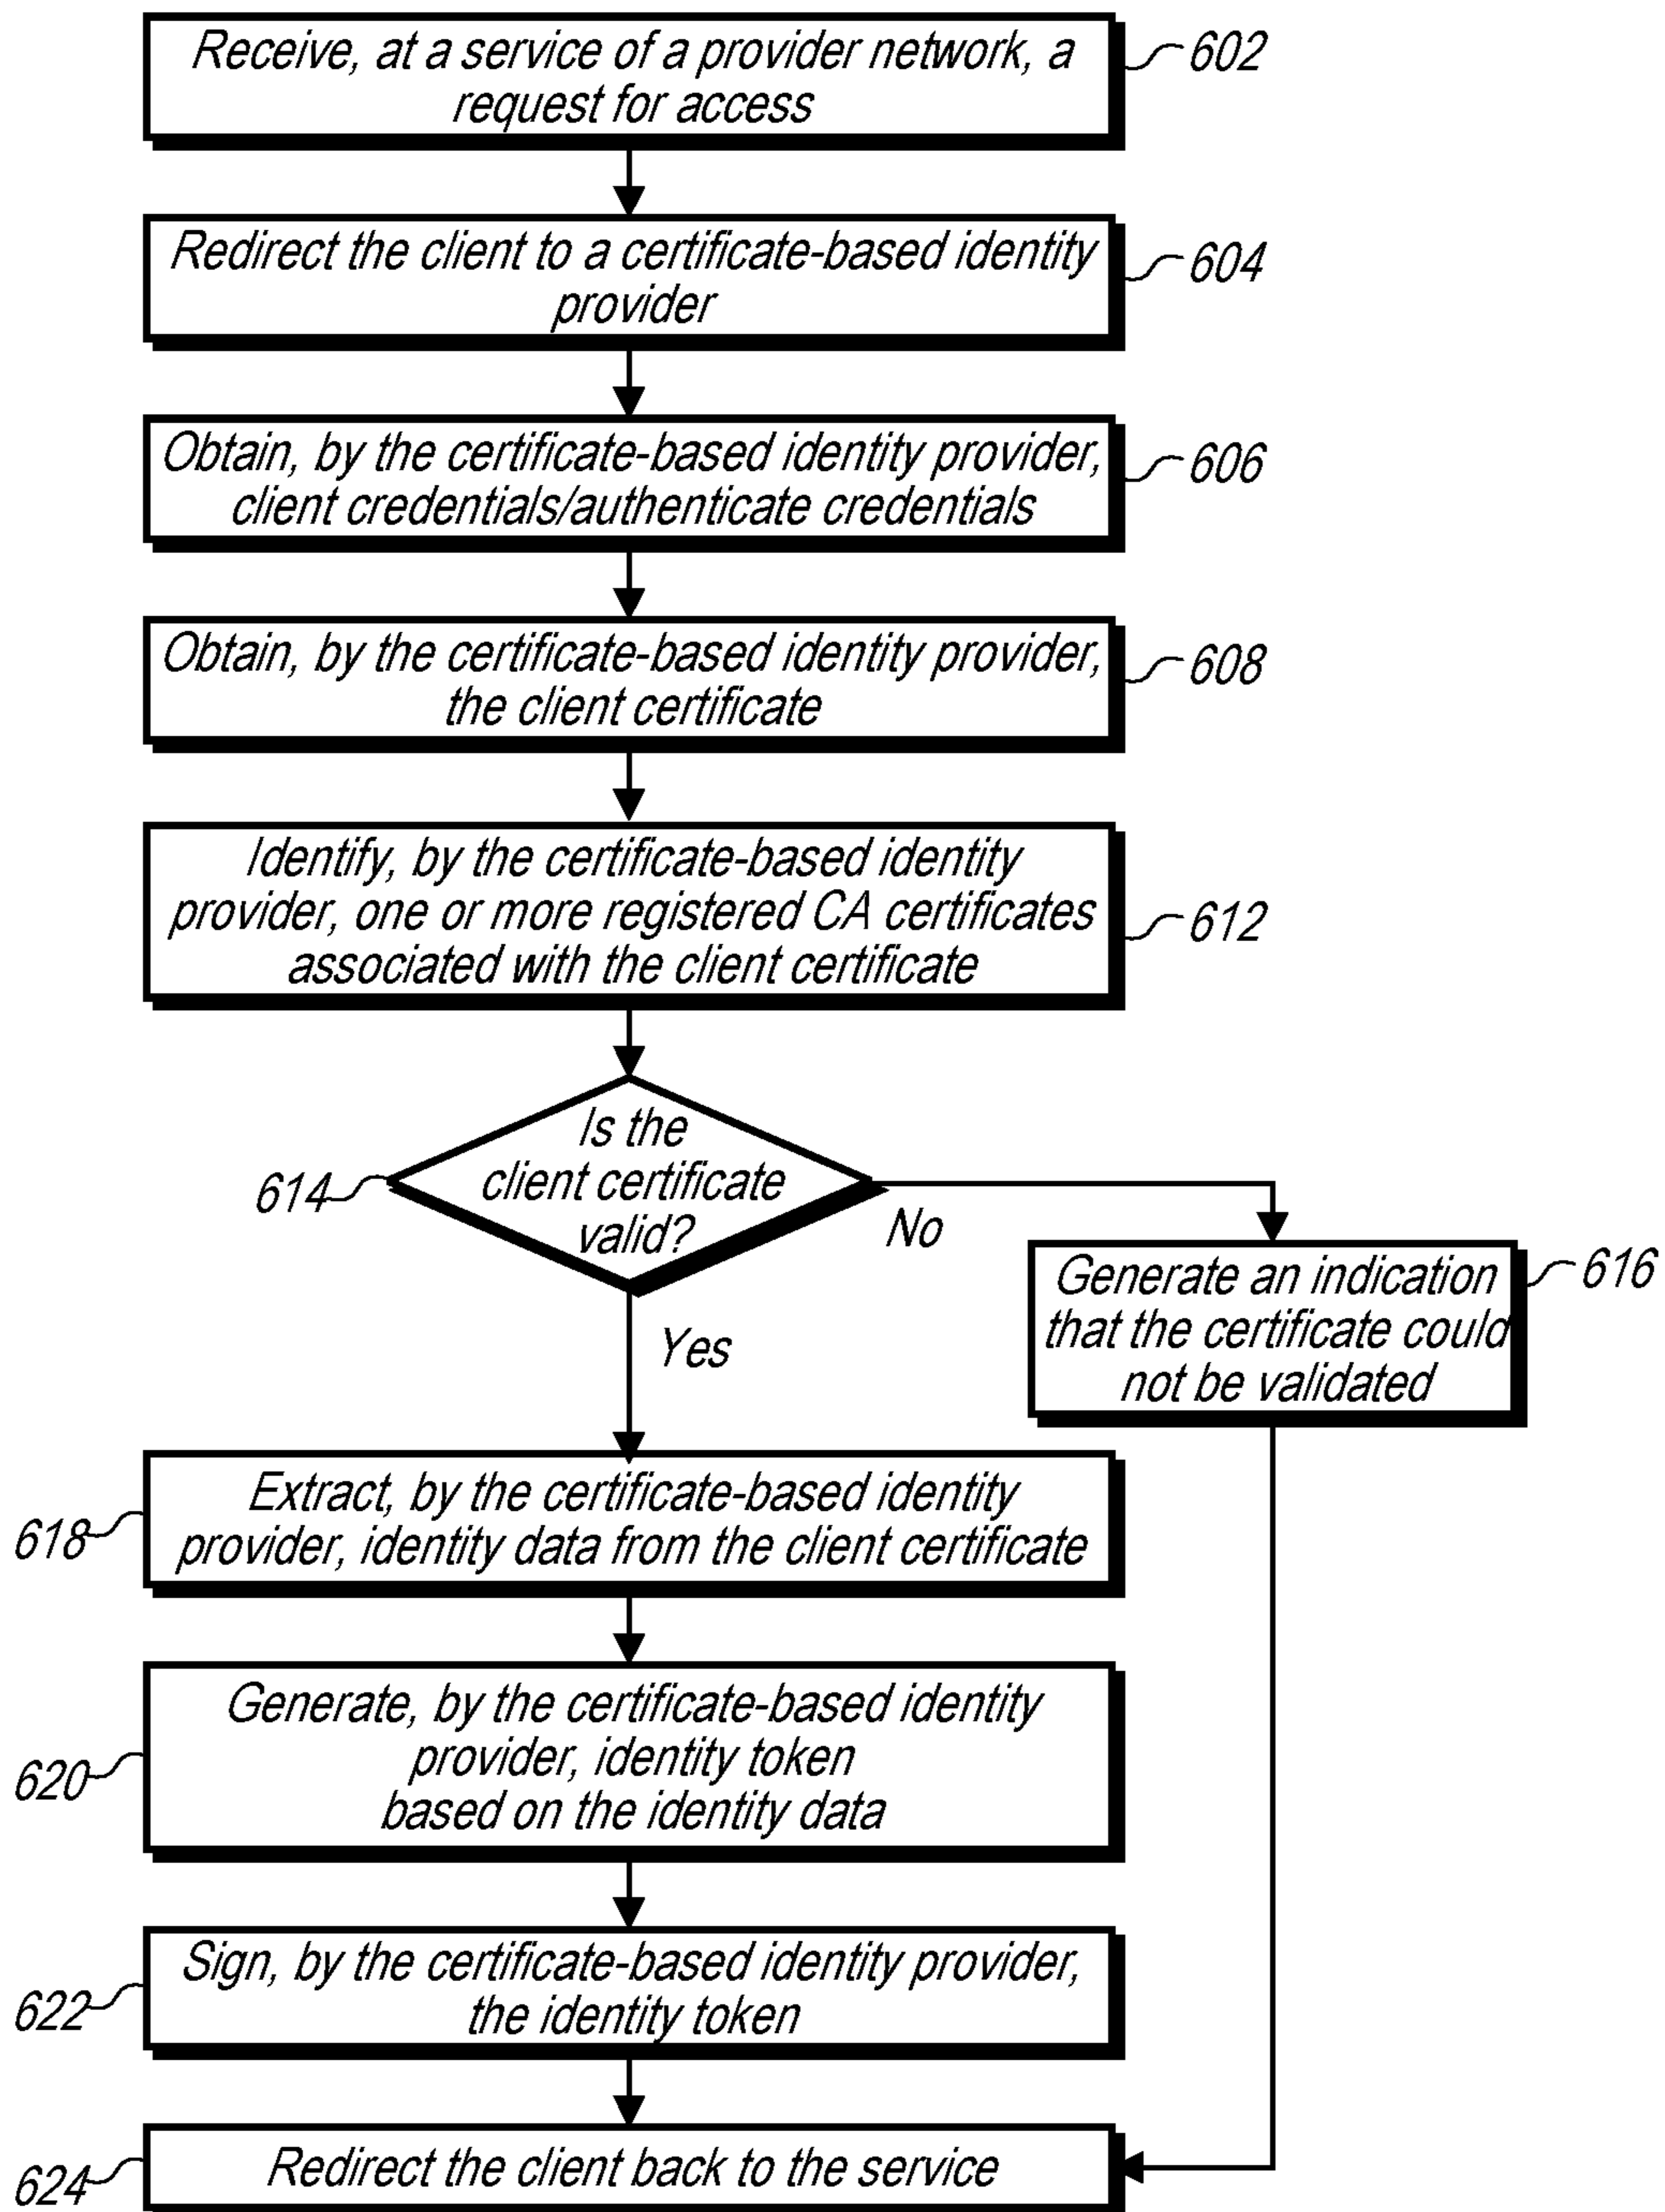 Receive, at a service of a provider network, a
request for access
602
Redirect the client to a certificate-based identity
provider
604
Obtain, by the certificate-based identity provider,
client credentials/authenticate credentials
606
Obtain, by the certificate-based identity provider,
the client certificate
608
Identify, by the certificate-based identity
provider, one or more registered CA certificates
associated with the client certificate
612
Is the
client certificate
valid?
614
No
Yes
Generate an indication
that the certificate could
not be validated
616
Extract, by the certificate-based identity
provider, identity data from the client certificate
618
Generate, by the certificate-based identity
provider, identity token
based on the identity data
620
Sign, by the certificate-based identity provider,
the identity token
622
Redirect the client back to the service
624